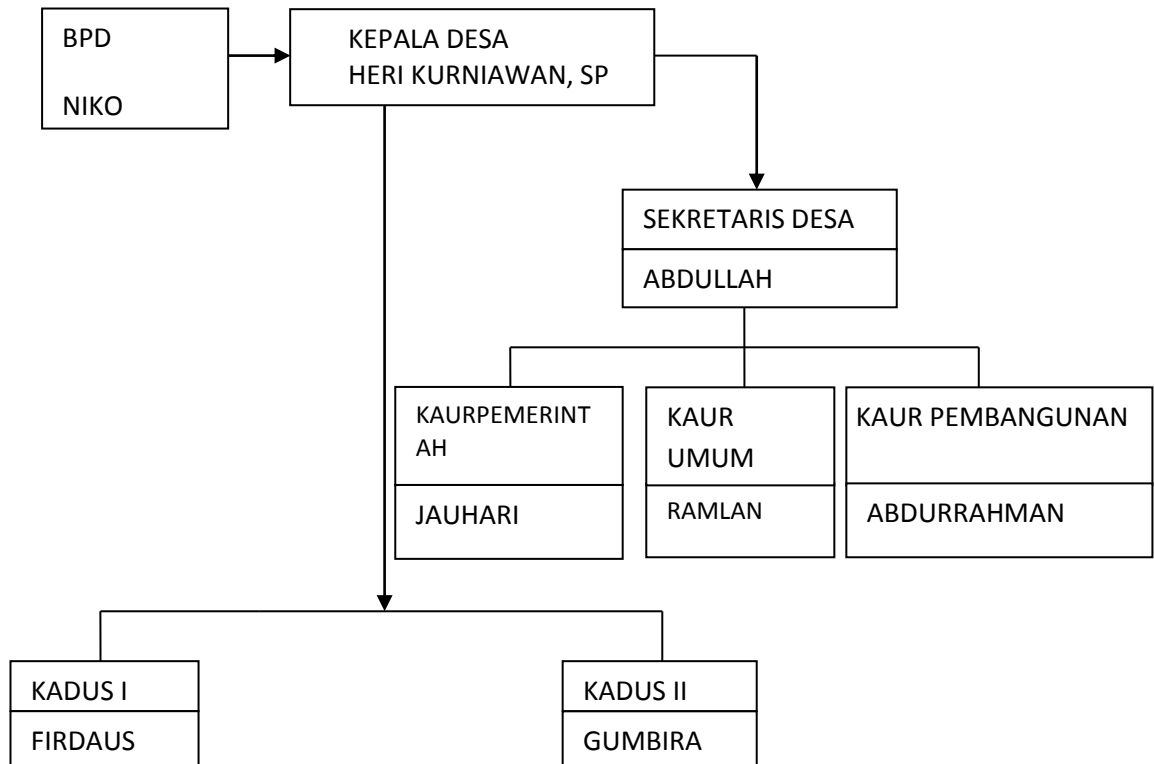 BPD
NIKO
KEPALA DESA
HERI KURNIAWAN, SP
SEKRETARIS DESA
ABDULLAH
KAURPEMERINT
AH
JAUHARI
KAUR
UMUM
RAMLAN
KAUR PEMBANGUNAN
ABDURRAHMAN
KADUS I
FIRDAUS
KADUS II
GUMBIRA